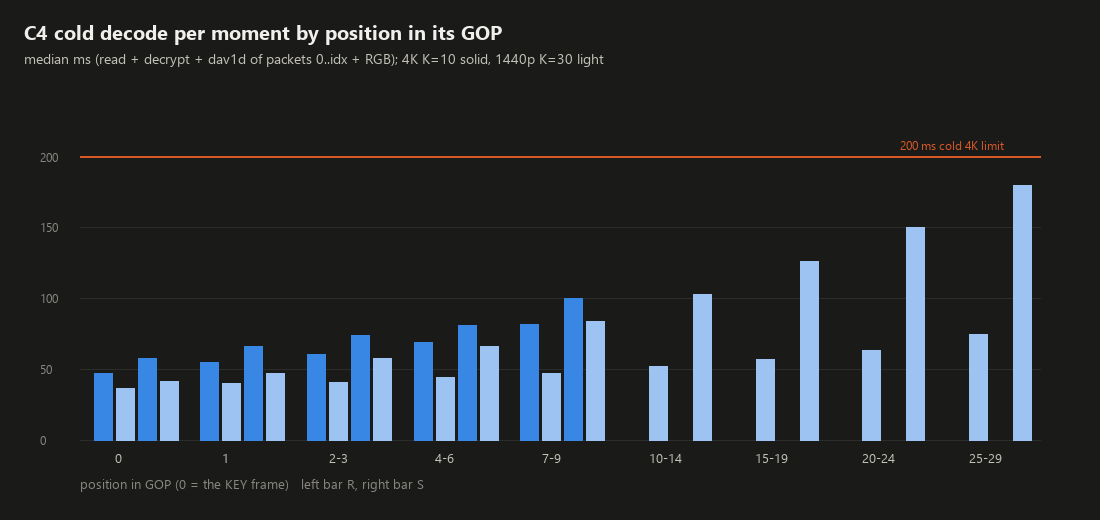 C4 cold decode per moment by position in its GOP
median ms (read + decrypt + dav1d of packets 0..idx + RGB); 4K K=10 solid, 1440p K=30 light
200 ms cold 4K limit
200
150
100
50
0
0 1 2-3 4-6 7-9 10-14 15-19 20-24 25-29
position in GOP (0 = the KEY frame) left bar R, right bar S